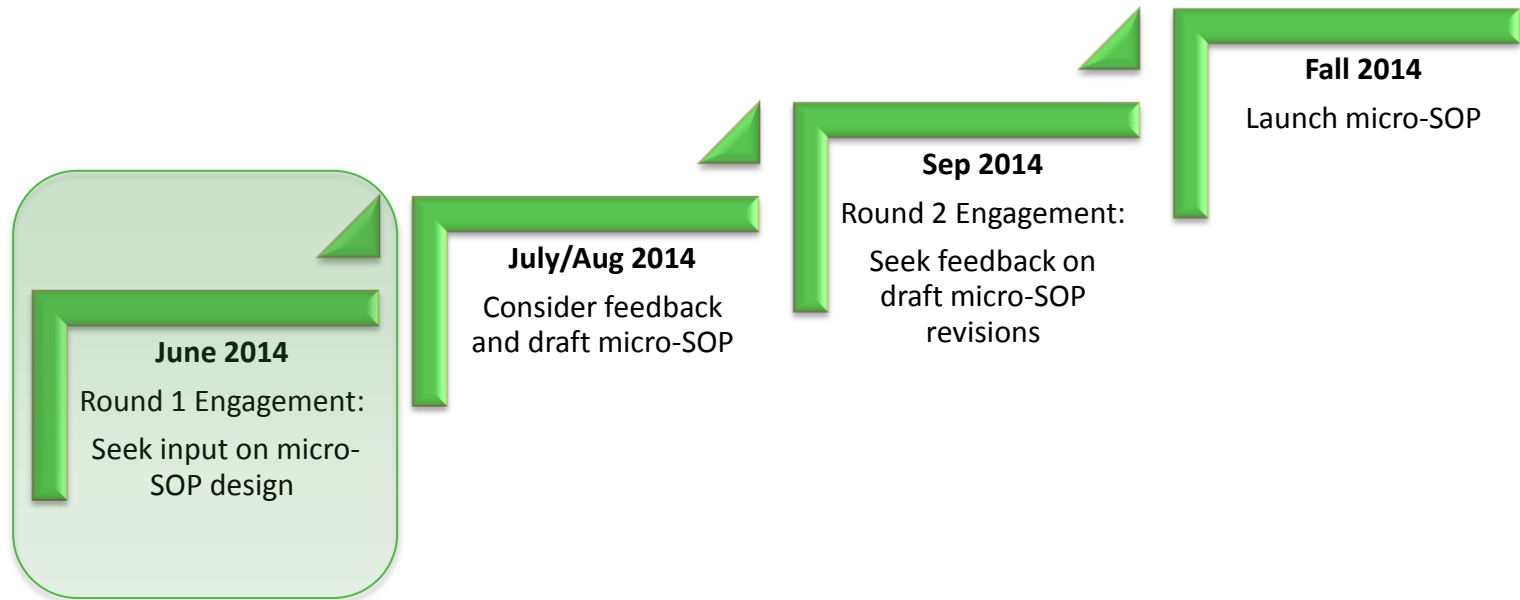 June 2014
Round 1 Engagement:
Seek input on micro-
SOP design
July/Aug 2014
Consider feedback
and draft micro-SOP
Sep 2014
Round 2 Engagement:
Seek feedback on
draft micro-SOP
revisions
Fall 2014
Launch micro-SOP